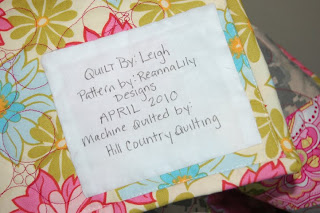 QUILT By: Leigh
Pattern by: ReannaLily
Designs
APRIL 2010
Machine Quilted by:
Hill Country Quilting